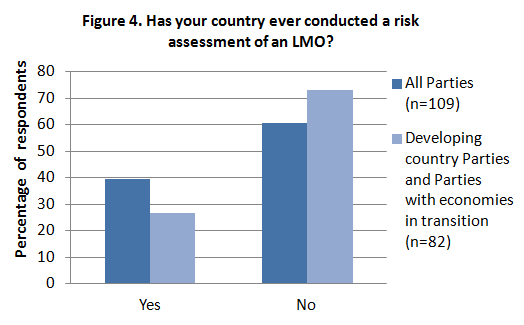 Figure 4. Has your country ever conducted a risk
assessment of an LMO?
Percentage of respondents
80
70
60
50
40
30
20
10
0
Yes
No
All Parties
(n=109)
Developing
country Parties
and Parties
with economies
in transition
(n=82)